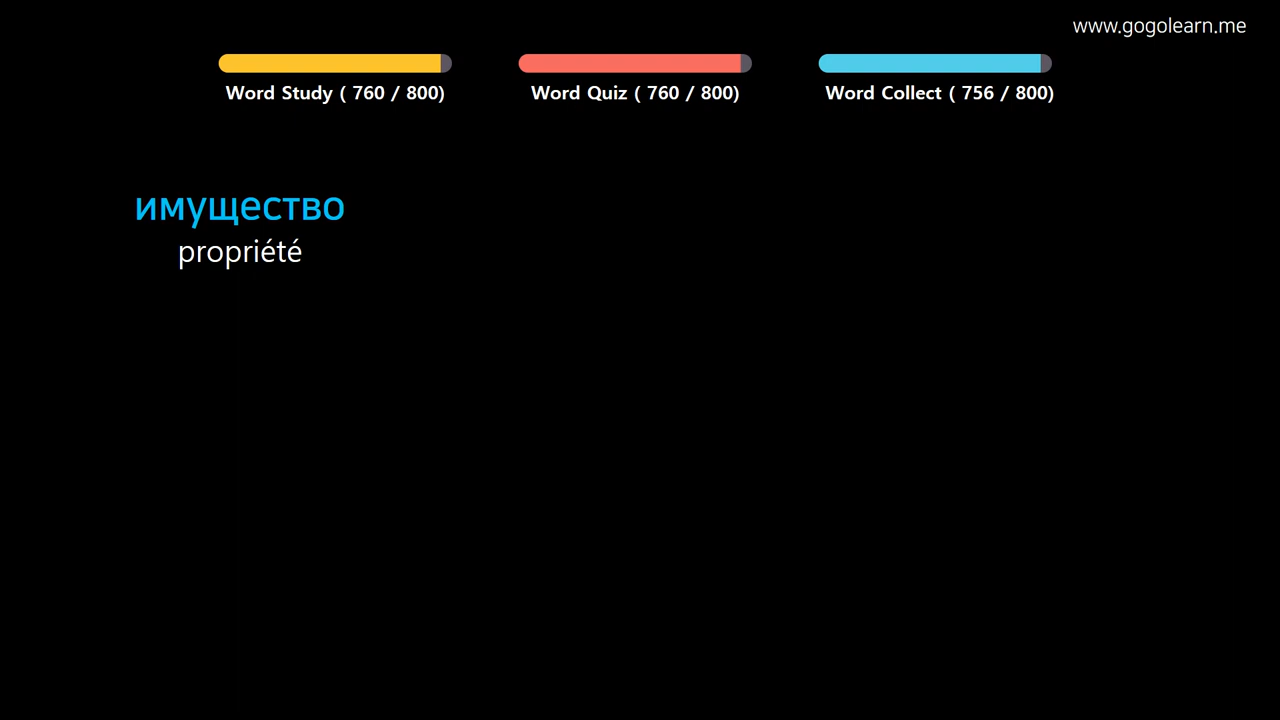 www.gogolearn.me
Word Study ( 760 / 800)
Word Quiz ( 760 / 800)
Word Collect ( 756 / 800)
имущество
propriété